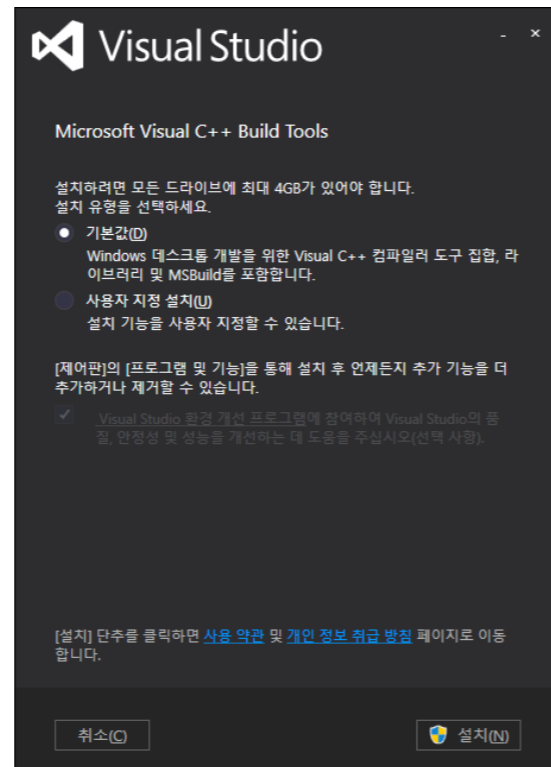 Visual Studio
Microsoft Visual C++ Build Tools
설치하려면 모든 드라이브에 최대 4GB가 있어야 합니다.
설치 유형을 선택하세요.
기본값(D)
Windows 데스크톱 개발을 위한 Visual C++ 컴파일러 도구 집합, 라
이브러리 및 MSBuild를 포함합니다.
사용자 지정 설치(U)
설치 기능을 사용자 지정할 수 있습니다.
[제어판]의 [프로그램 및 기능]을 통해 설치 후 언제든지 추가 기능을 더
추가하거나 제거할 수 있습니다.
Visual Studio 환경 개선 프로그램에 참여하여 Visual Studio의 품
질, 안정성 및 성능을 개선하는 데 도움을 주십시오(선택 사항).
[설치] 단추를 클릭하면 사용 약관 및 개인 정보 취급 방침 페이지로 이동
합니다.
취소(C)
설치(N)